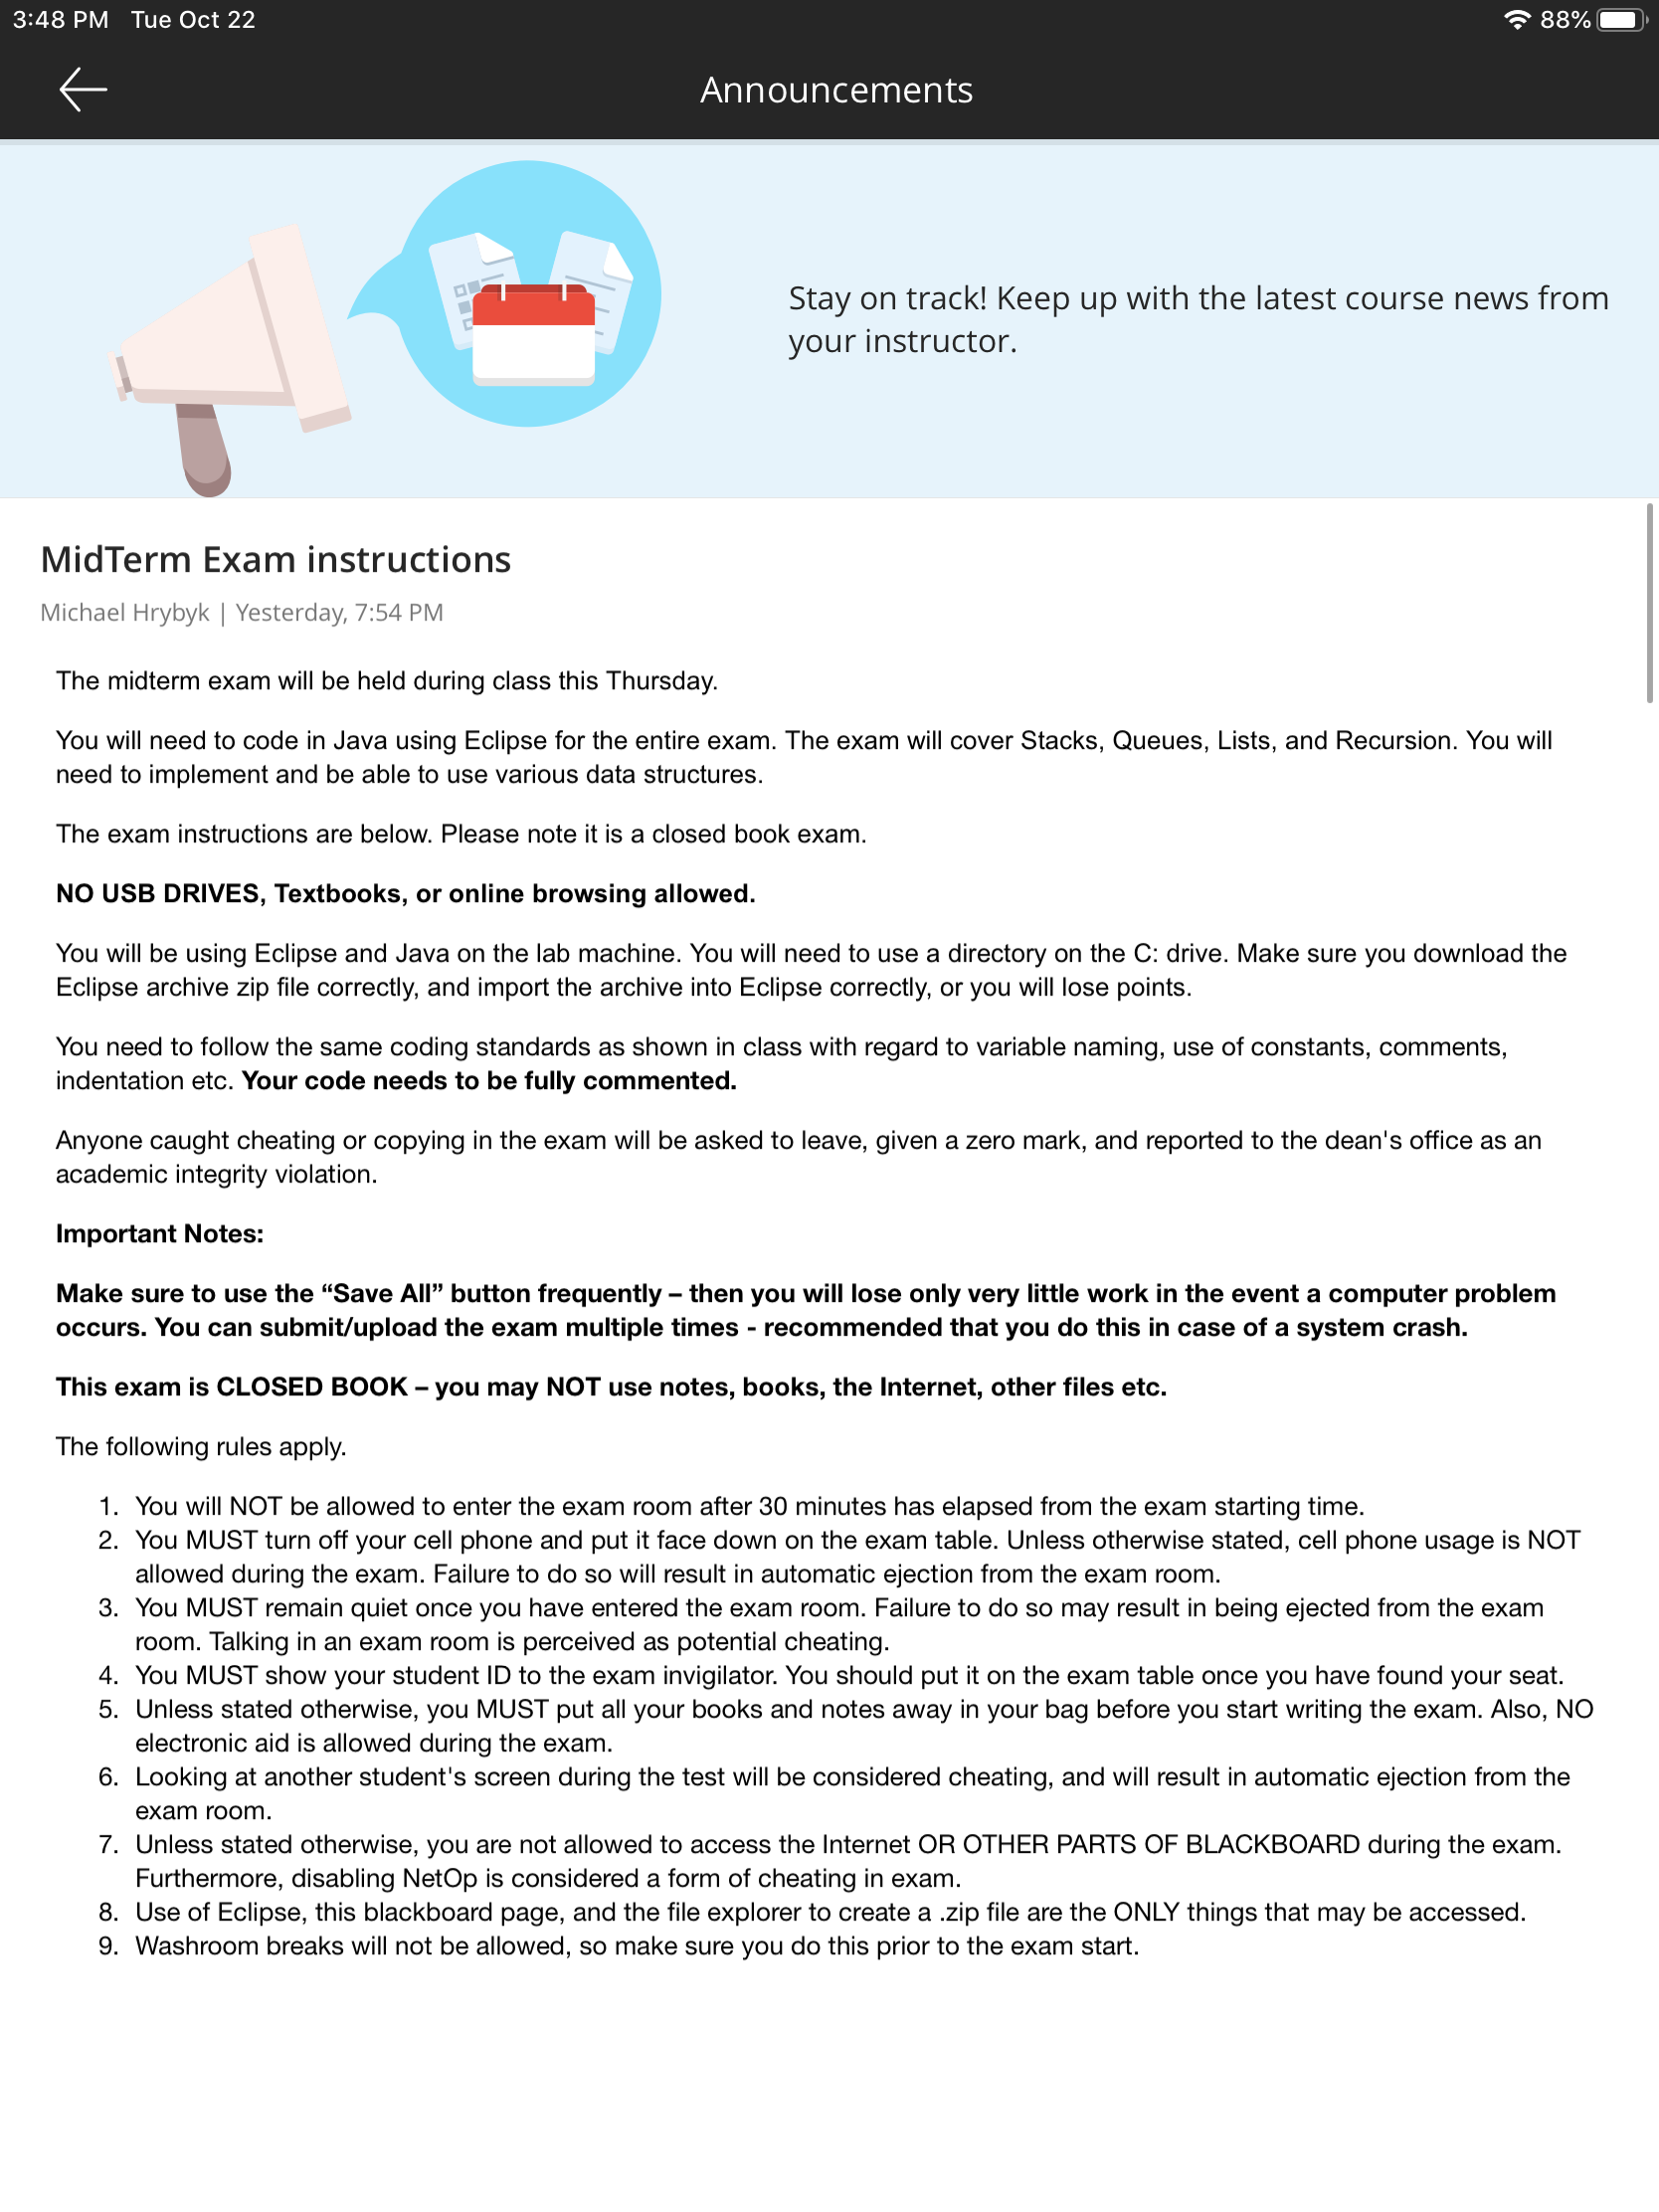 3:48 PM Tue Oct 22 88%
Announcements
Stay on track! Keep up with the latest course news from
your instructor.
MidTerm Exam instructions
Michael Hrybyk | Yesterday, 7:54 PM
The midterm exam will be held during class this Thursday.
You will need to code in Java using Eclipse for the entire exam. The exam will cover Stacks, Queues, Lists, and Recursion. You will
need to implement and be able to use various data structures.
The exam instructions are below. Please note it is a closed book exam.
NO USB DRIVES, Textbooks, or online browsing allowed.
You will be using Eclipse and Java on the lab machine. You will need to use a directory on the C: drive. Make sure you download the
Eclipse archive zip file correctly, and import the archive into Eclipse correctly, or you will lose points.
You need to follow the same coding standards as shown in class with regard to variable naming, use of constants, comments,
indentation etc. Your code needs to be fully commented.
Anyone caught cheating or copying in the exam will be asked to leave, given a zero mark, and reported to the dean's office as an
academic integrity violation.
Important Notes:
Make sure to use the “Save All” button frequently – then you will lose only very little work in the event a computer problem
occurs. You can submit/upload the exam multiple times - recommended that you do this in case of a system crash.
This exam is CLOSED BOOK – you may NOT use notes, books, the Internet, other files etc.
The following rules apply.
1. You will NOT be allowed to enter the exam room after 30 minutes has elapsed from the exam starting time.
2. You MUST turn off your cell phone and put it face down on the exam table. Unless otherwise stated, cell phone usage is NOT
allowed during the exam. Failure to do so will result in automatic ejection from the exam room.
3. You MUST remain quiet once you have entered the exam room. Failure to do so may result in being ejected from the exam
room. Talking in an exam room is perceived as potential cheating.
4. You MUST show your student ID to the exam invigilator. You should put it on the exam table once you have found your seat.
5. Unless stated otherwise, you MUST put all your books and notes away in your bag before you start writing the exam. Also, NO
electronic aid is allowed during the exam.
6. Looking at another student's screen during the test will be considered cheating, and will result in automatic ejection from the
exam room.
7. Unless stated otherwise, you are not allowed to access the Internet OR OTHER PARTS OF BLACKBOARD during the exam.
Furthermore, disabling NetOp is considered a form of cheating in exam.
8. Use of Eclipse, this blackboard page, and the file explorer to create a .zip file are the ONLY things that may be accessed.
9. Washroom breaks will not be allowed, so make sure you do this prior to the exam start.